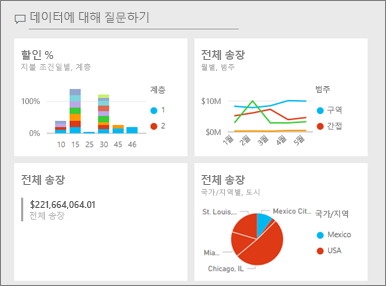 데이터에 대해 질문하기
할인 %
지불 조건일별, 계층
계층
100%
1
0%
2
10 15 25 30 45 46
전체 송장
월별, 범주
범주
$10M
구역
간접
$0M
1월 2월 3월 4월 5월
전체 송장
$221,664,064.01
전체 송장
전체 송장
국가/지역별, 도시
St. Louis... Mexico Cit... 국가/지역
Mexico
USA
Mia...
Chicago, IL